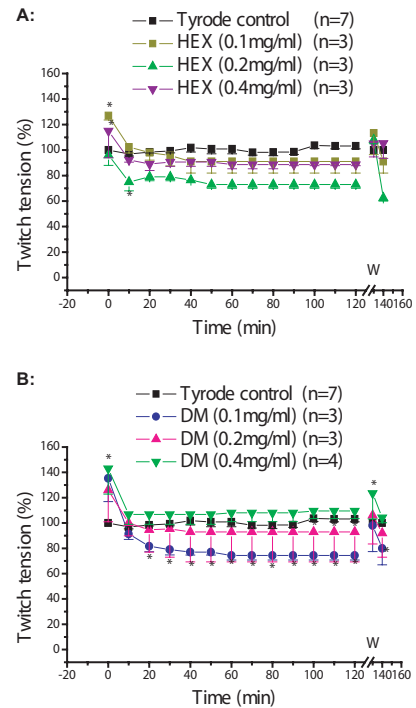 A:
Tyrode control (n=7)
HEX (0.1mg/ml) (n=3)
HEX (0.2mg/ml) (n=3)
HEX (0.4mg/ml) (n=3)
Twitch tension (%)
160
140
120
100
80
60
40
20
0
*
*
*
W
-20 0 20 40 60 80 100 120 140 160
Time (min)
B:
Tyrode control (n=7)
DM (0.1mg/ml) (n=3)
DM (0.2mg/ml) (n=3)
DM (0.4mg/ml) (n=4)
Twitch tension (%)
160
140
120
100
80
60
40
20
0
*
*
* * * * * * * * * * *
*
W
-20 0 20 40 60 80 100 120 140 160
Time (min)